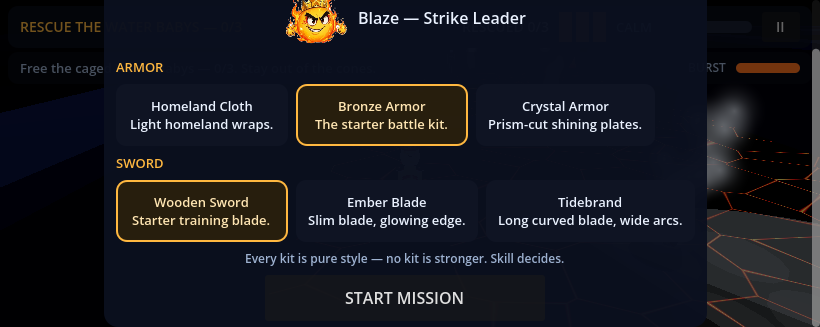 Blaze — Strike Leader
RESCUE THE
Free the cage
RST
ARMOR
Homeland Cloth
Light homeland wraps.
Bronze Armor
The starter battle kit.
Crystal Armor
Prism-cut shining plates.
SWORD
Wooden Sword
Starter training blade.
Ember Blade
Slim blade, glowing edge.
Tidebrand
Long curved blade, wide arcs.
Every kit is pure style — no kit is stronger. Skill decides.
START MISSION